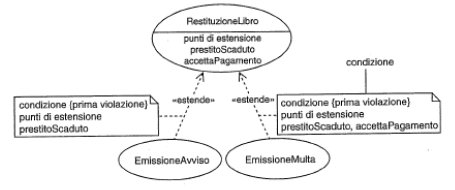 RestituzioneLibro
punti di estensione
prestitoScaduto
accettaPagamento
condizione
«estende»
«estende»
condizione {prima violazione}
punti di estensione
prestitoScaduto
condizione {prima violazione}
punti di estensione
prestitoScaduto, accettaPagamento
EmissioneAvviso
EmissioneMulta